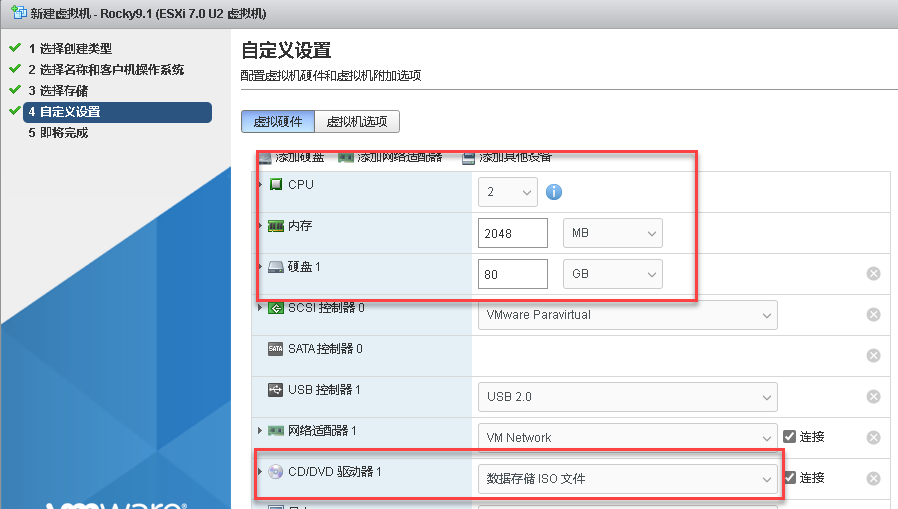 新建虚拟机 - Rocky9.1 (ESXi 7.0 U2 虚拟机)
1 选择创建类型
2 选择名称和客户机操作系统
3 选择存储
4 自定义设置
5 即将完成
自定义设置
配置虚拟机硬件和虚拟机附加选项
虚拟硬件 虚拟机选项
添加硬盘 添加网络适配器 添加其他设备
CPU 2
内存 2048 MB
硬盘 1 80 GB
SCSI 控制器 0 VMware Paravirtual
SATA 控制器 0
USB 控制器 1 USB 2.0
网络适配器 1 VM Network 连接
CD/DVD 驱动器 1 数据存储 ISO 文件 连接
vmware